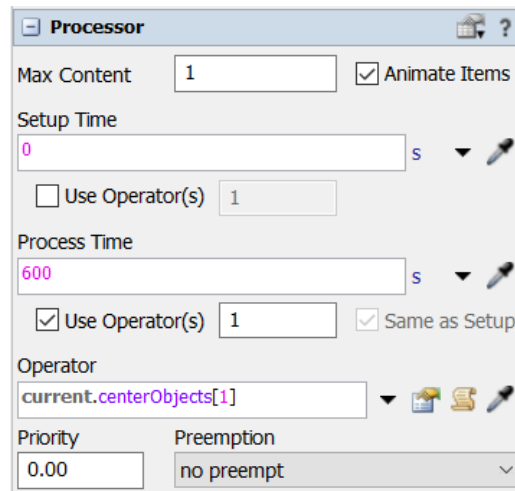 Processor ?
Max Content 1 Animate Items
Setup Time
0 s
Use Operator(s) 1
Process Time
600 s
Use Operator(s) 1 Same as Setup
Operator
current.centerObjects[1]
Priority Preemption
0.00 no preempt